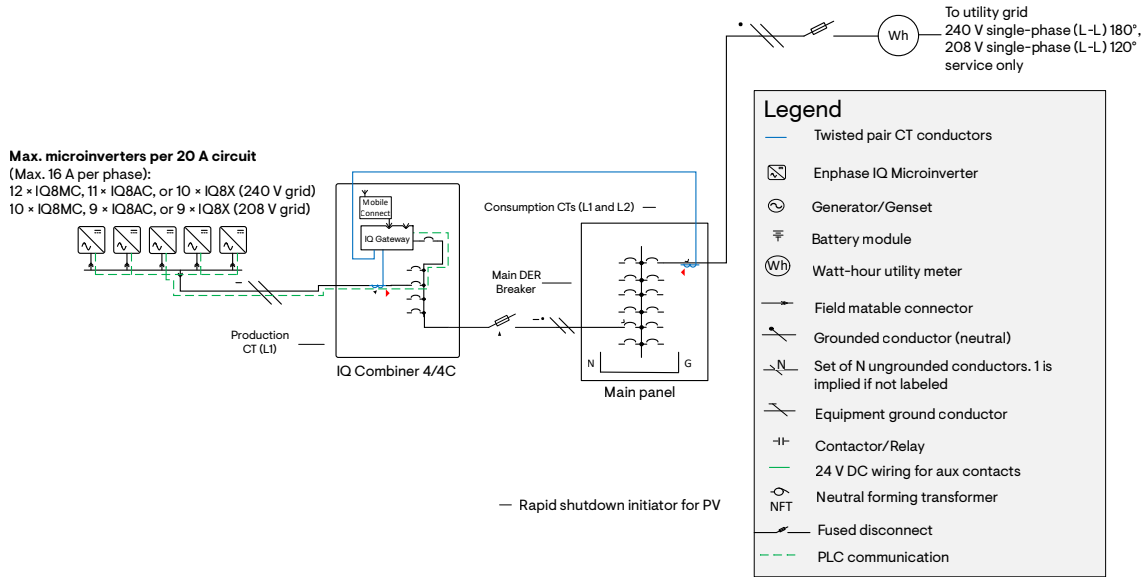 To utility grid
240 V single-phase (L-L) 180°,
208 V single-phase (L-L) 120°
service only
Wh
Max. microinverters per 20 A circuit
(Max. 16 A per phase):
12 × IQ8MC, 11 × IQ8AC, or 10 × IQ8X (240 V grid)
10 × IQ8MC, 9 × IQ8AC, or 9 × IQ8X (208 V grid)
Mobile
Connect
IQ Gateway
Production
CT (L1)
IQ Combiner 4/4C
Consumption CTs (L1 and L2)
Main DER
Breaker
N
G
Main panel
Rapid shutdown initiator for PV
Legend
Twisted pair CT conductors
Enphase IQ Microinverter
Generator/Genset
Battery module
Wh
Watt-hour utility meter
Field matable connector
Grounded conductor (neutral)
N
Set of N ungrounded conductors. 1 is
implied if not labeled
Equipment ground conductor
Contactor/Relay
24 V DC wiring for aux contacts
NFT
Neutral forming transformer
Fused disconnect
PLC communication